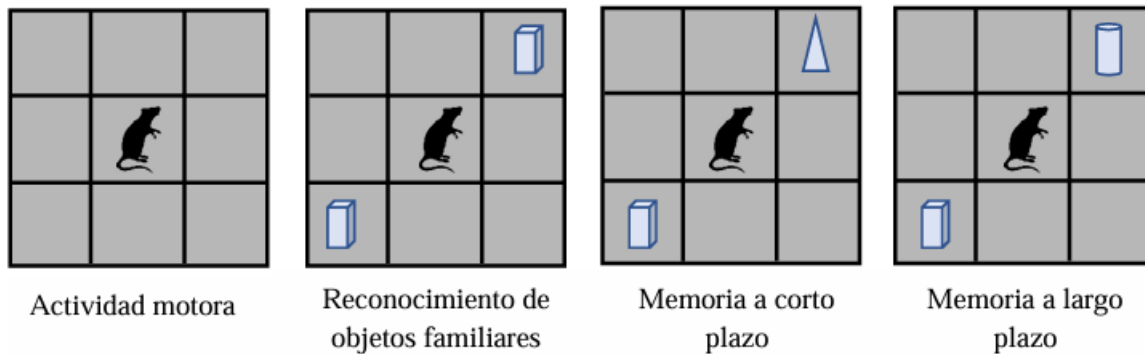 Actividad motora
Reconocimiento de
objetos familiares
Memoria a corto
plazo
Memoria a largo
plazo